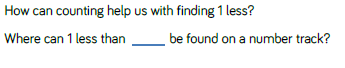 How can counting help us with finding 1 less?
Where can 1 less than _____ be found on a number track?